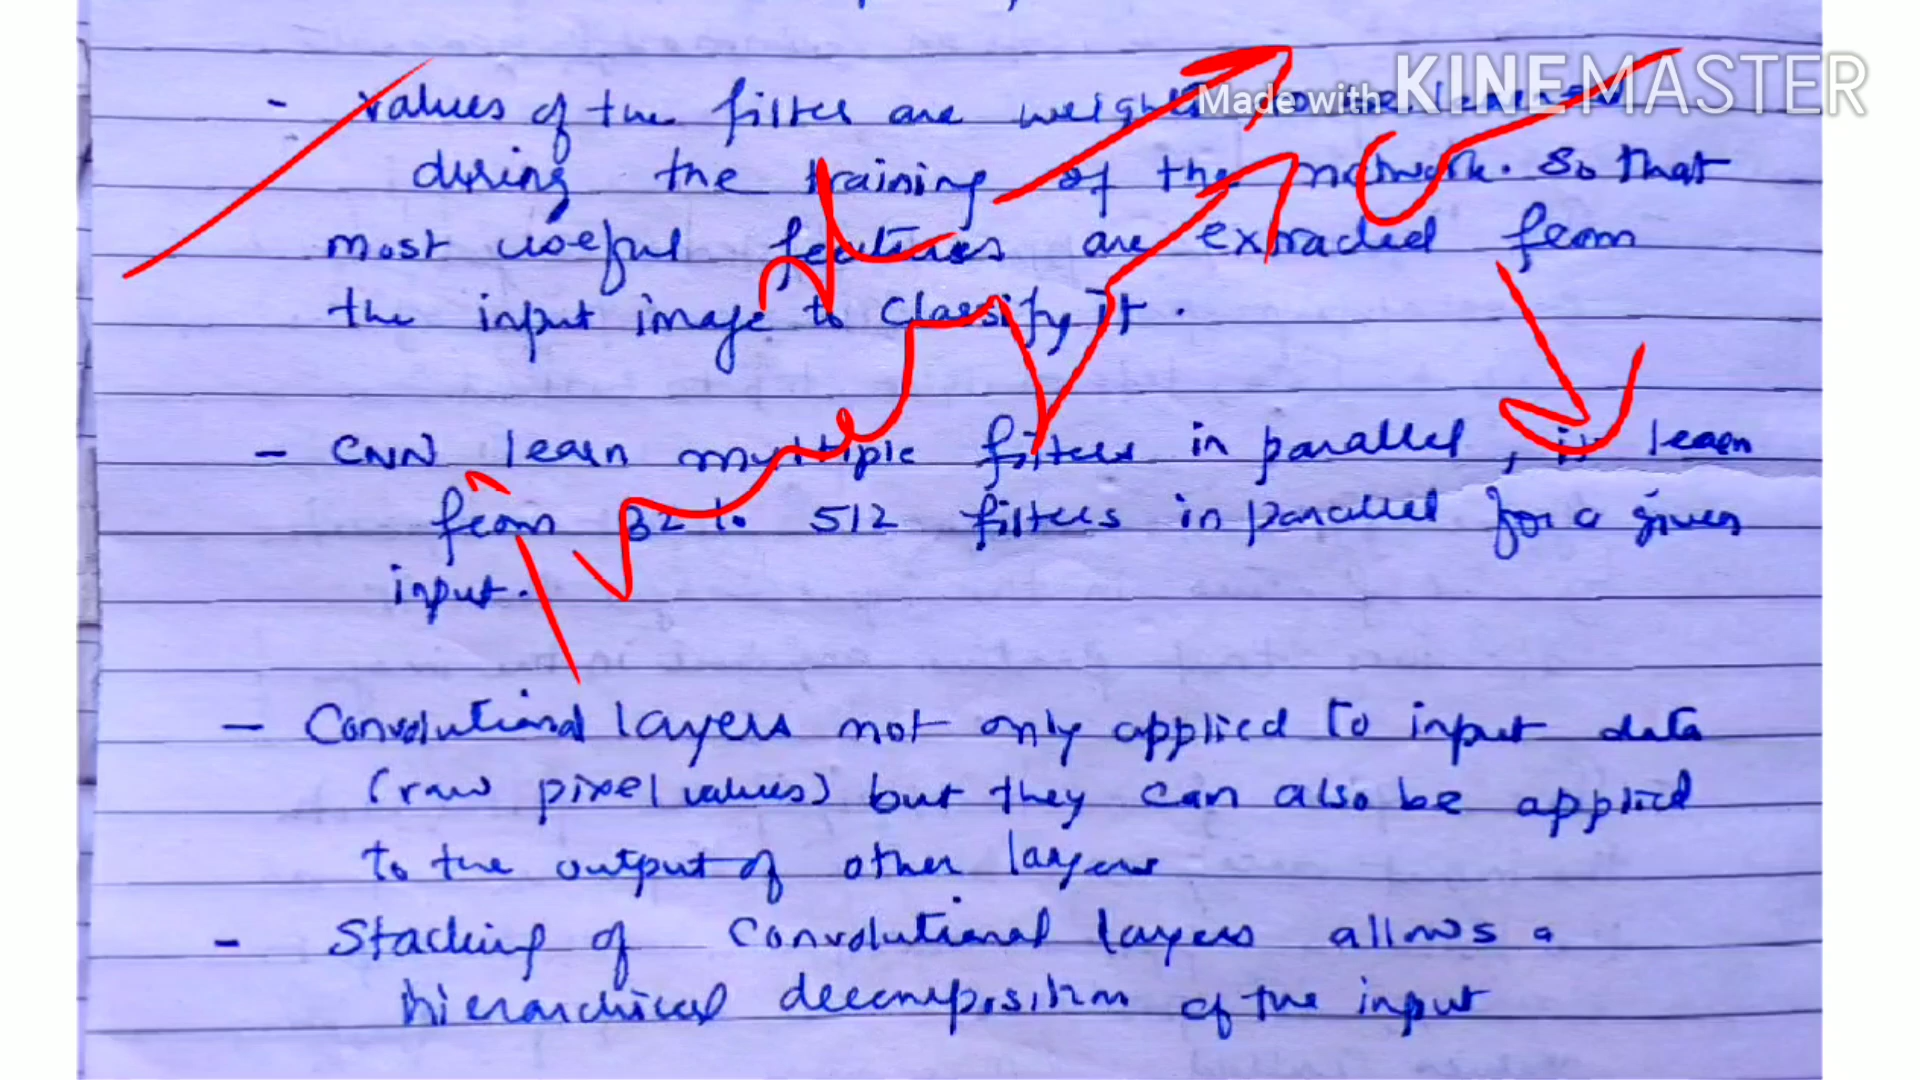 - Values of the filter are weights to be learned
during the training of the network. So that
most useful features are extracted from
the input image to classify it.
- CNN learn multiple filters in parallel, it learn
from 32 to 512 filters in parallel for a given
input.
- Convolutional layers not only applied to input data
(raw pixel values) but they can also be applied
to the output of other layers
- Stacking of Convolutional layers allows a
hierarchical decomposition of the input
Made with KINEMASTER